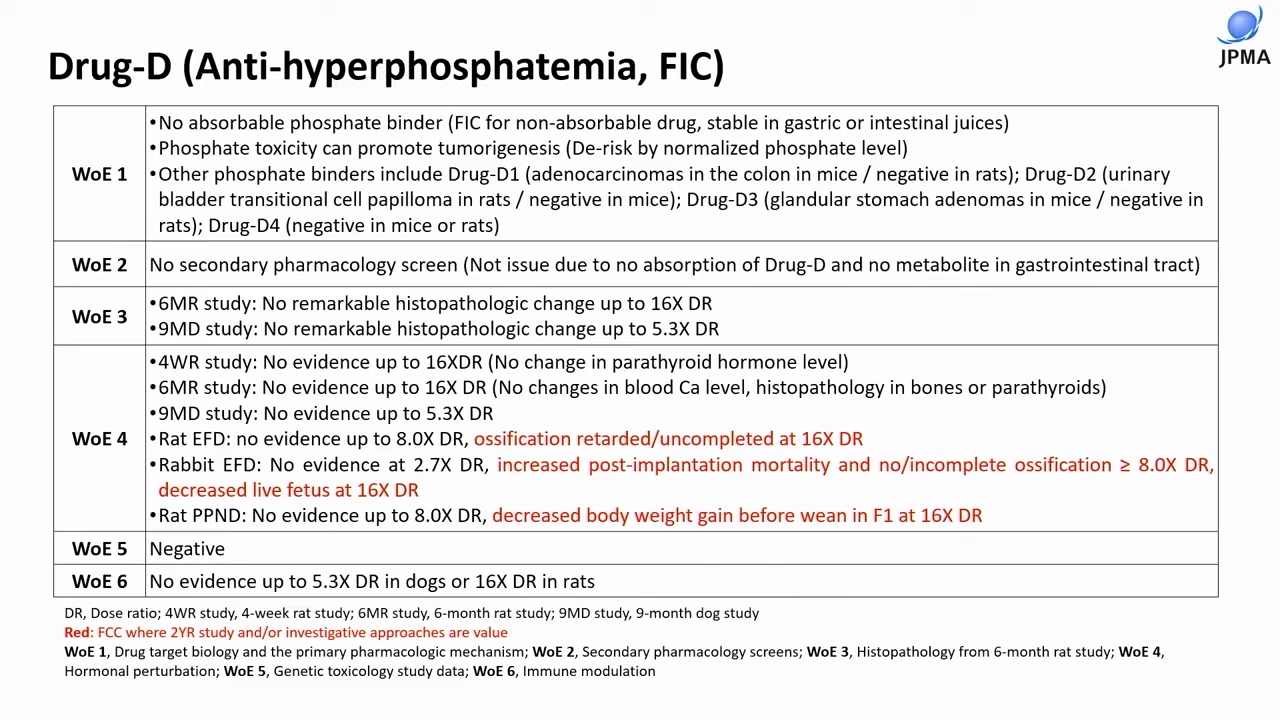 JPMA
Drug-D (Anti-hyperphosphatemia, FIC)
WoE 1
•No absorbable phosphate binder (FIC for non-absorbable drug, stable in gastric or intestinal juices)
•Phosphate toxicity can promote tumorigenesis (De-risk by normalized phosphate level)
•Other phosphate binders include Drug-D1 (adenocarcinomas in the colon in mice / negative in rats); Drug-D2 (urinary
bladder transitional cell papilloma in rats / negative in mice); Drug-D3 (glandular stomach adenomas in mice / negative in
rats); Drug-D4 (negative in mice or rats)
WoE 2
No secondary pharmacology screen (Not issue due to no absorption of Drug-D and no metabolite in gastrointestinal tract)
WoE 3
•6MR study: No remarkable histopathologic change up to 16X DR
•9MD study: No remarkable histopathologic change up to 5.3X DR
WoE 4
•4WR study: No evidence up to 16XDR (No change in parathyroid hormone level)
•6MR study: No evidence up to 16X DR (No changes in blood Ca level, histopathology in bones or parathyroids)
•9MD study: No evidence up to 5.3X DR
•Rat EFD: no evidence up to 8.0X DR, ossification retarded/uncompleted at 16X DR
•Rabbit EFD: No evidence at 2.7X DR, increased post-implantation mortality and no/incomplete ossification ≥ 8.0X DR,
decreased live fetus at 16X DR
•Rat PPND: No evidence up to 8.0X DR, decreased body weight gain before wean in F1 at 16X DR
WoE 5
Negative
WoE 6
No evidence up to 5.3X DR in dogs or 16X DR in rats
DR, Dose ratio; 4WR study, 4-week rat study; 6MR study, 6-month rat study; 9MD study, 9-month dog study
Red: FCC where 2YR study and/or investigative approaches are value
WoE 1, Drug target biology and the primary pharmacologic mechanism; WoE 2, Secondary pharmacology screens; WoE 3, Histopathology from 6-month rat study; WoE 4,
Hormonal perturbation; WoE 5, Genetic toxicology study data; WoE 6, Immune modulation